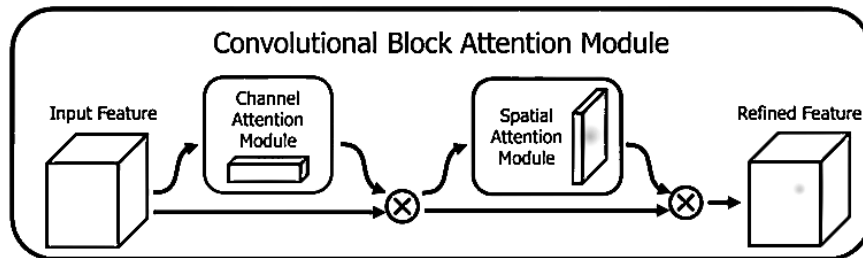 Convolutional Block Attention Module
Input Feature
Channel
Attention
Module
Spatial
Attention
Module
Refined Feature